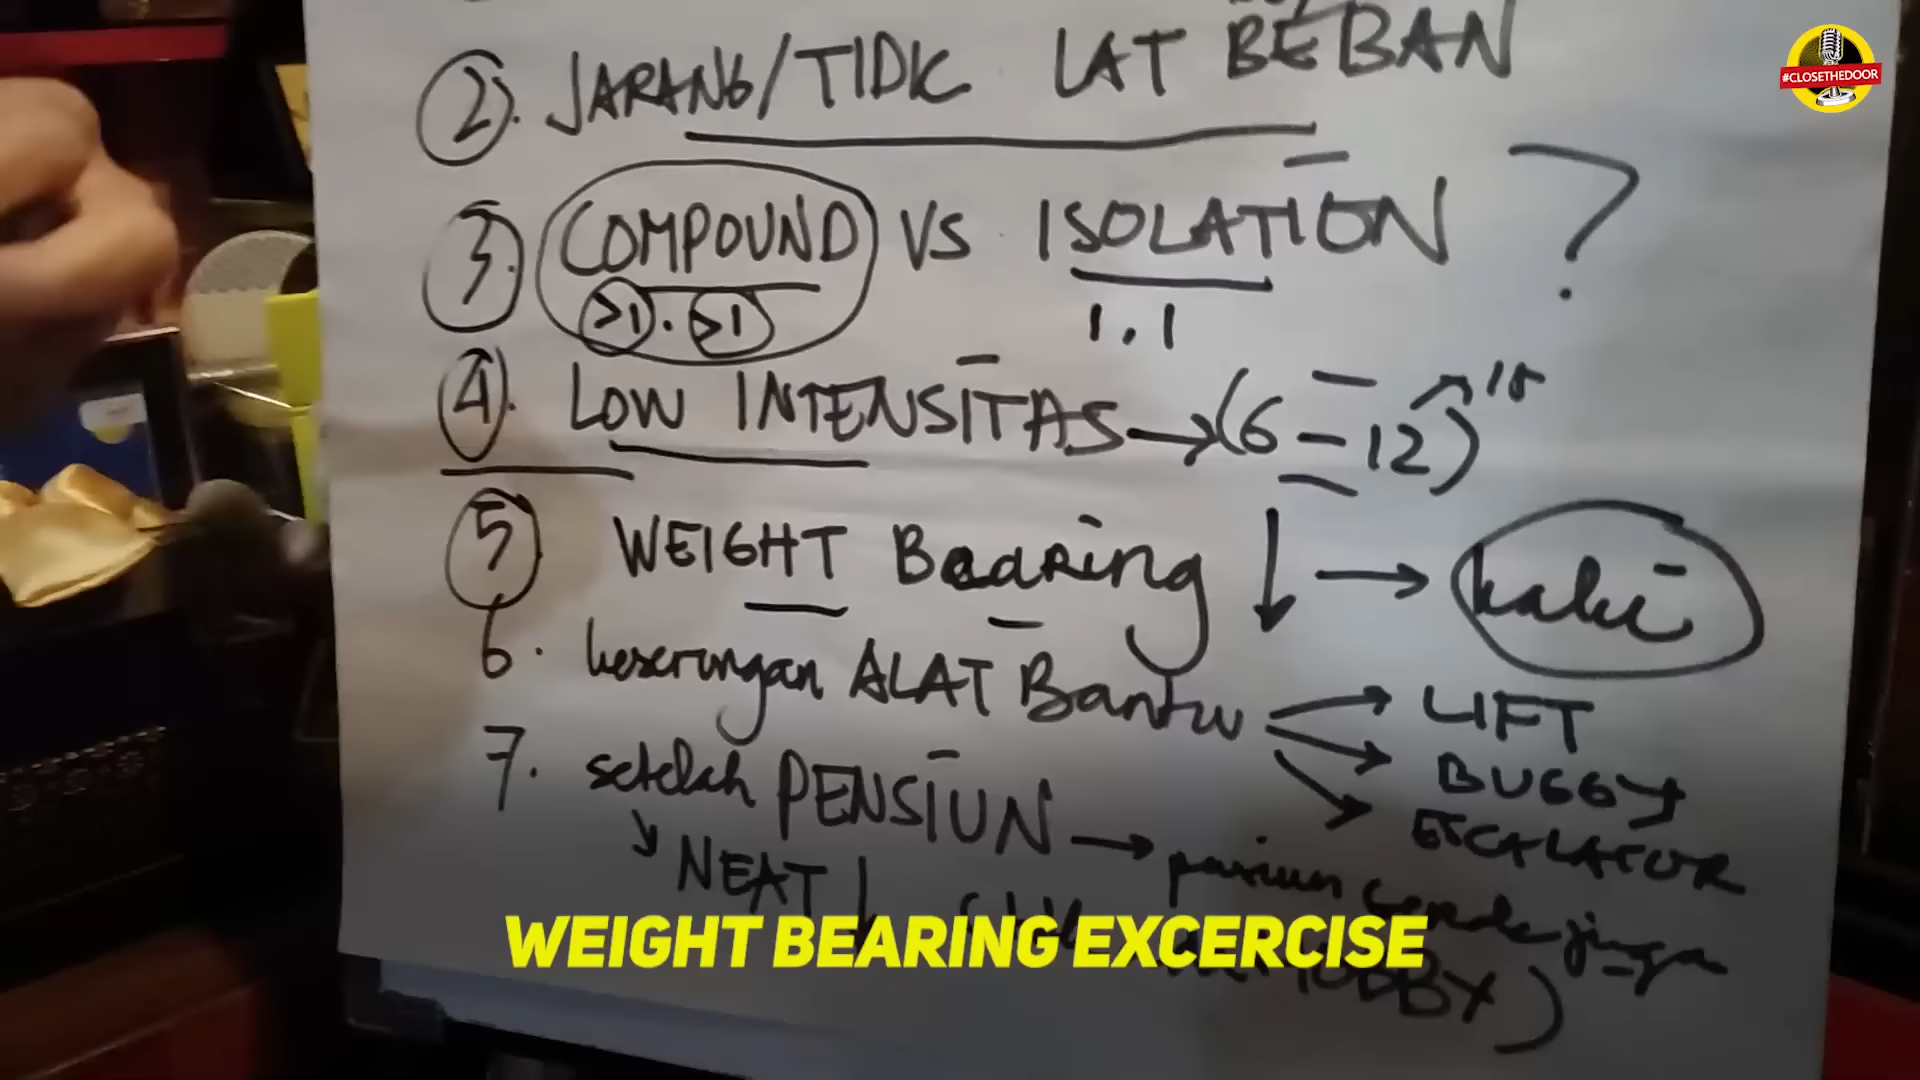 #CLOSETHEDOOR
2. JARANG/TIDK LAT BEBAN
3. COMPOUND VS ISOLATION ?
>1 . >1 1.1
4. LOW INTENSITAS → (6-12) 15
5 WEIGHT Bearing ↓ → kaki
6. keseringan ALAT Bantu → LIFT
→ BUGGY
→ ESCALATOR
7. setelah PENSIUN →
↘ NEAT ↓
HOBBY)
WEIGHT BEARING EXCERCISE